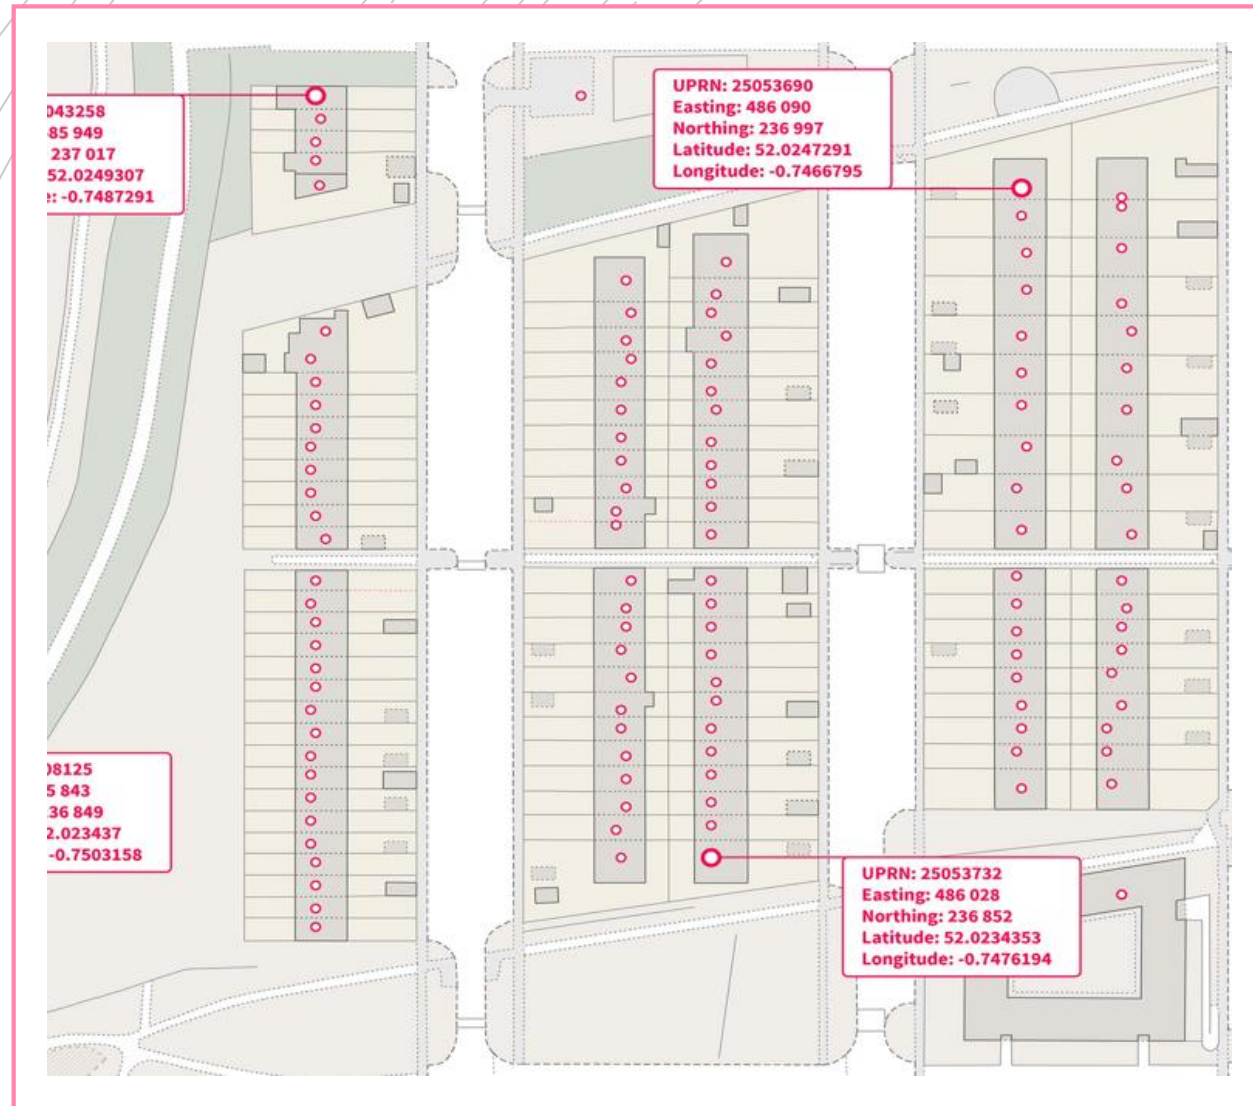 043258
85 949
237 017
52.0249307
: -0.7487291
UPRN: 25053690
Easting: 486 090
Northing: 236 997
Latitude: 52.0247291
Longitude: -0.7466795
08125
5 843
36 849
2.023437
-0.7503158
UPRN: 25053732
Easting: 486 028
Northing: 236 852
Latitude: 52.0234353
Longitude: -0.7476194